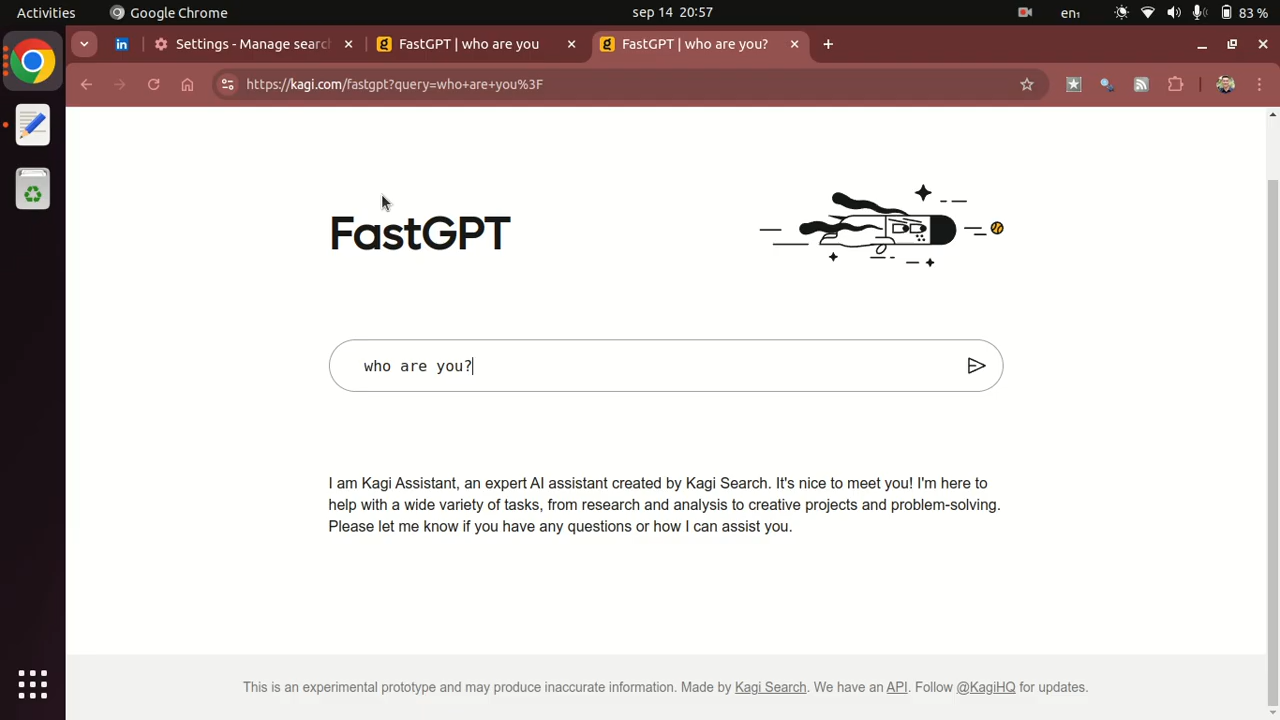 Activities
Google Chrome
sep 14 20:57
en₁
83 %
Settings - Manage searc
FastGPT | who are you
FastGPT | who are you?
https://kagi.com/fastgpt?query=who+are+you%3F
FastGPT
who are you?
I am Kagi Assistant, an expert AI assistant created by Kagi Search. It's nice to meet you! I'm here to
help with a wide variety of tasks, from research and analysis to creative projects and problem-solving.
Please let me know if you have any questions or how I can assist you.
This is an experimental prototype and may produce inaccurate information. Made by Kagi Search. We have an API. Follow @KagiHQ for updates.